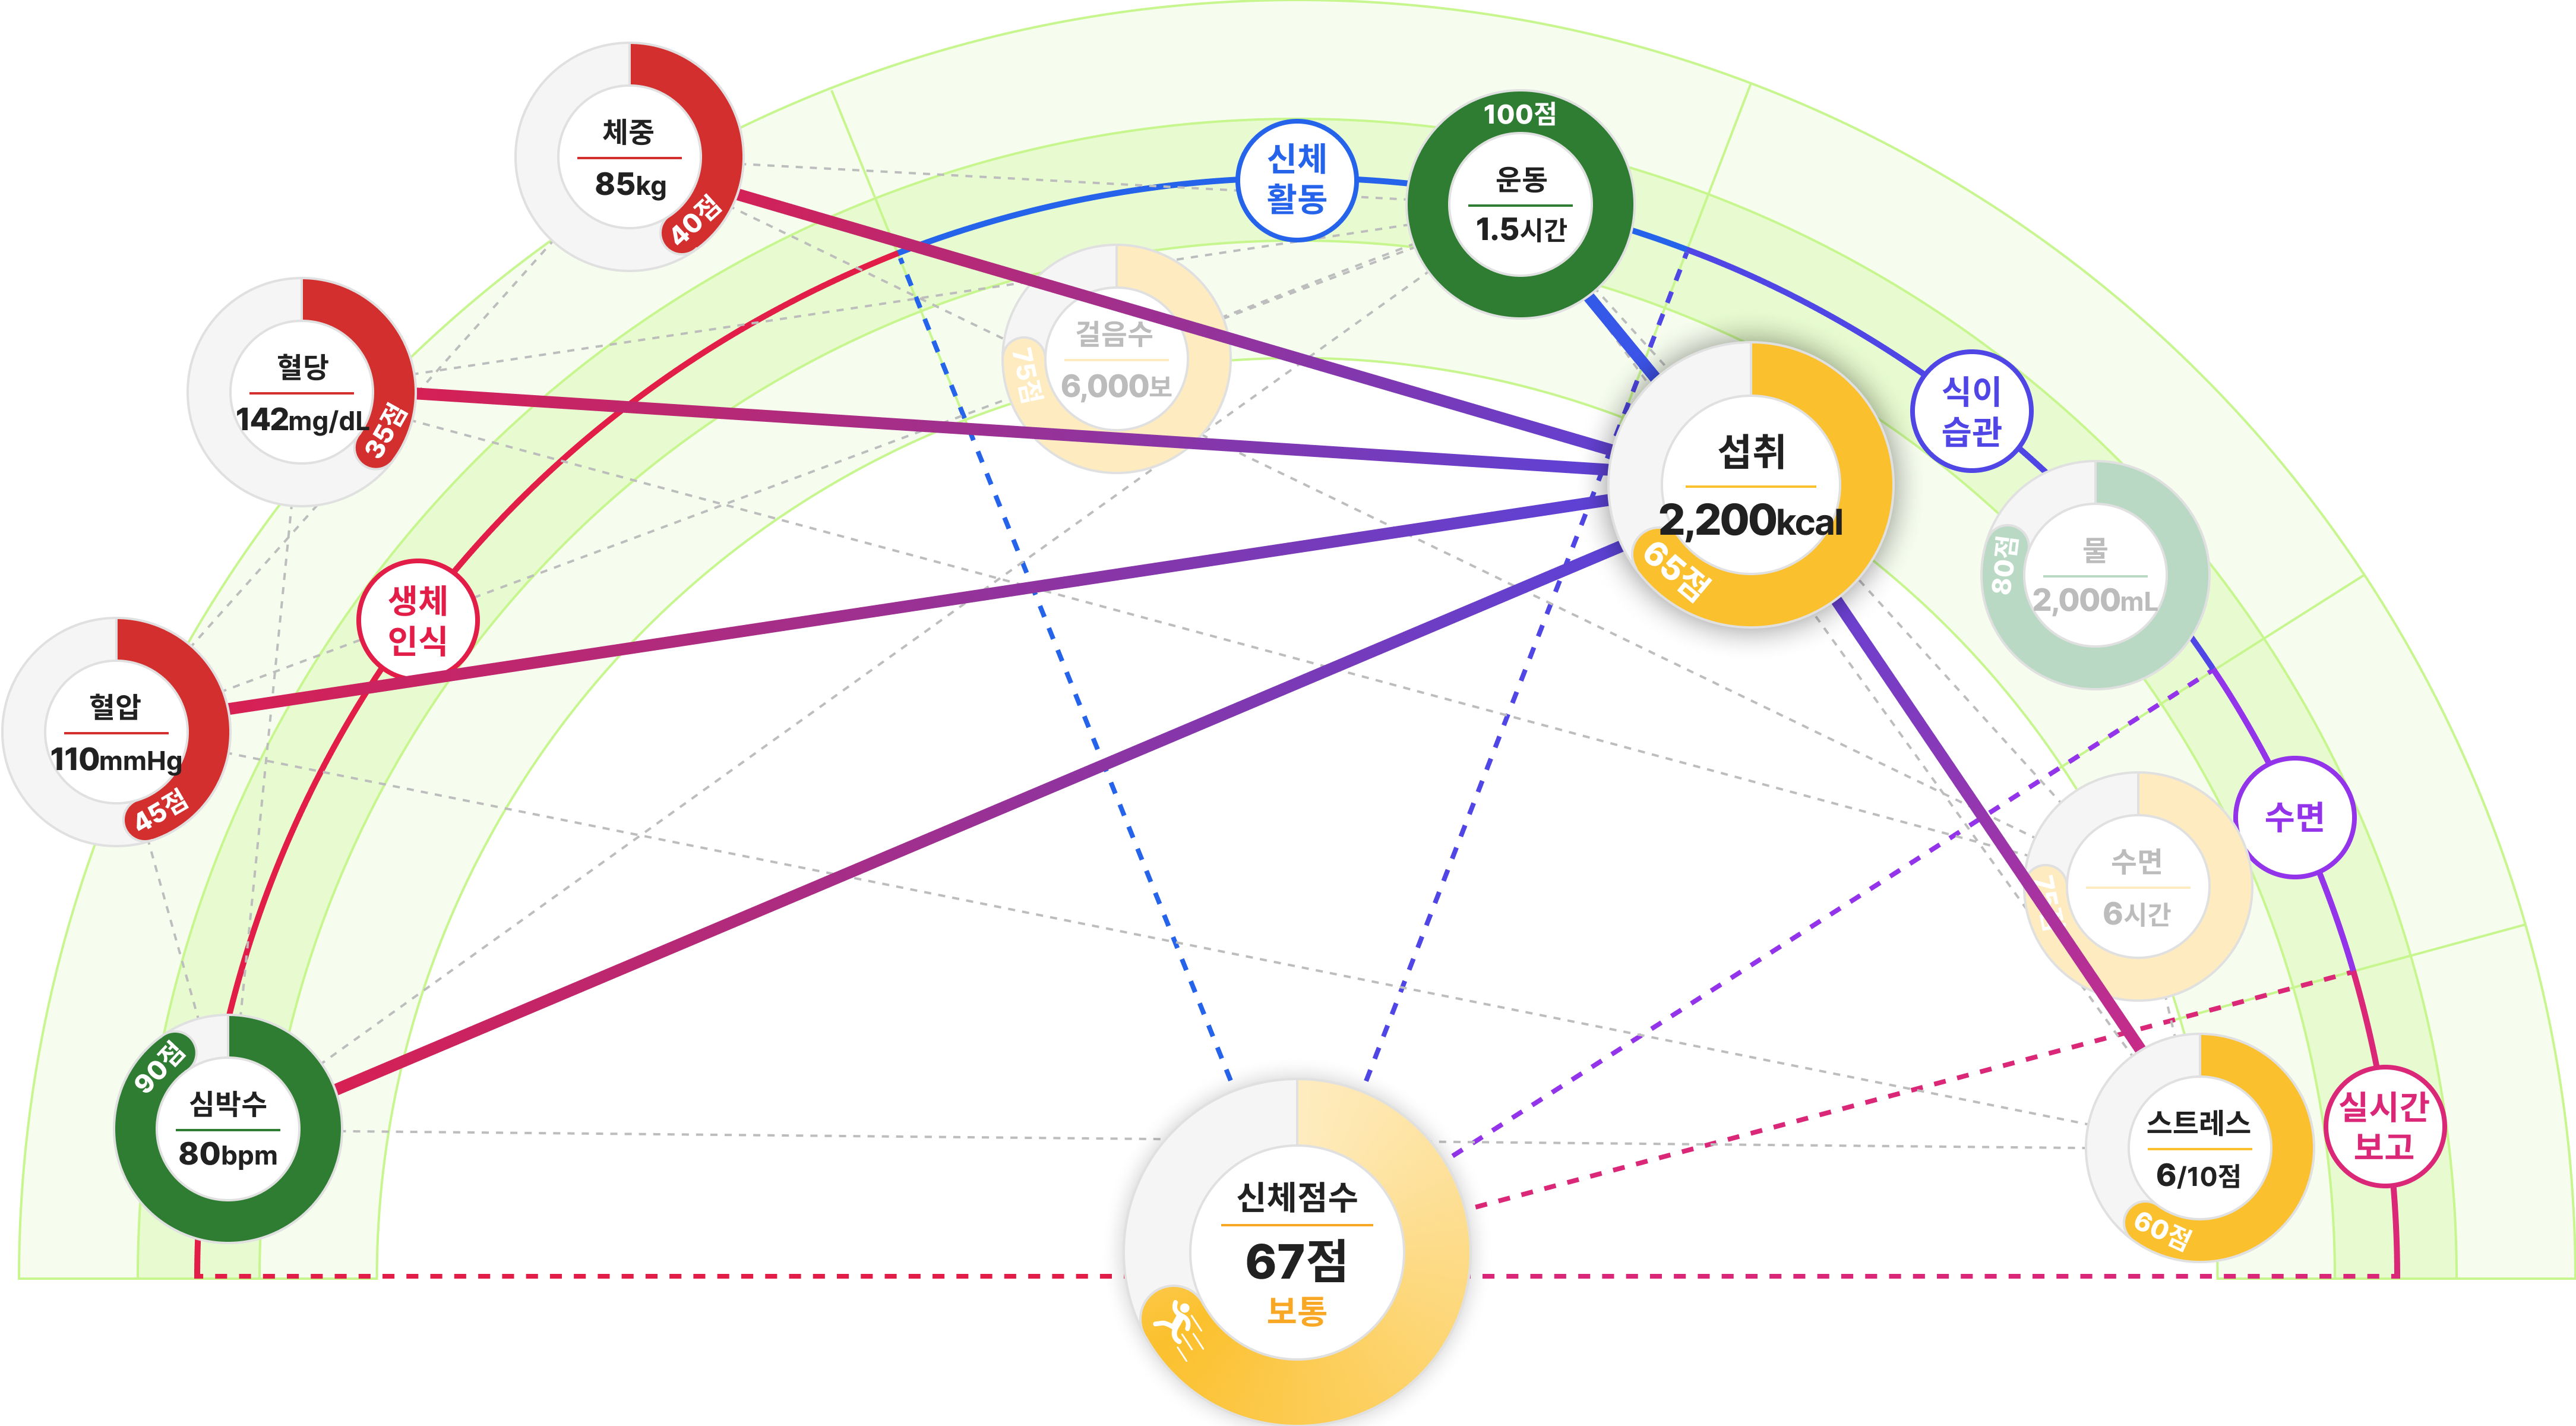 체중
85kg
40점
신체
활동
100점
운동
1.5시간
혈당
142mg/dL
35점
걸음수
6,000보
75점
섭취
2,200kcal
65점
식이
습관
물
2,000mL
80점
생체
인식
혈압
110mmHg
45점
수면
수면
6시간
심박수
80bpm
90점
신체점수
67점
보통
스트레스
6/10점
60점
실시간
보고